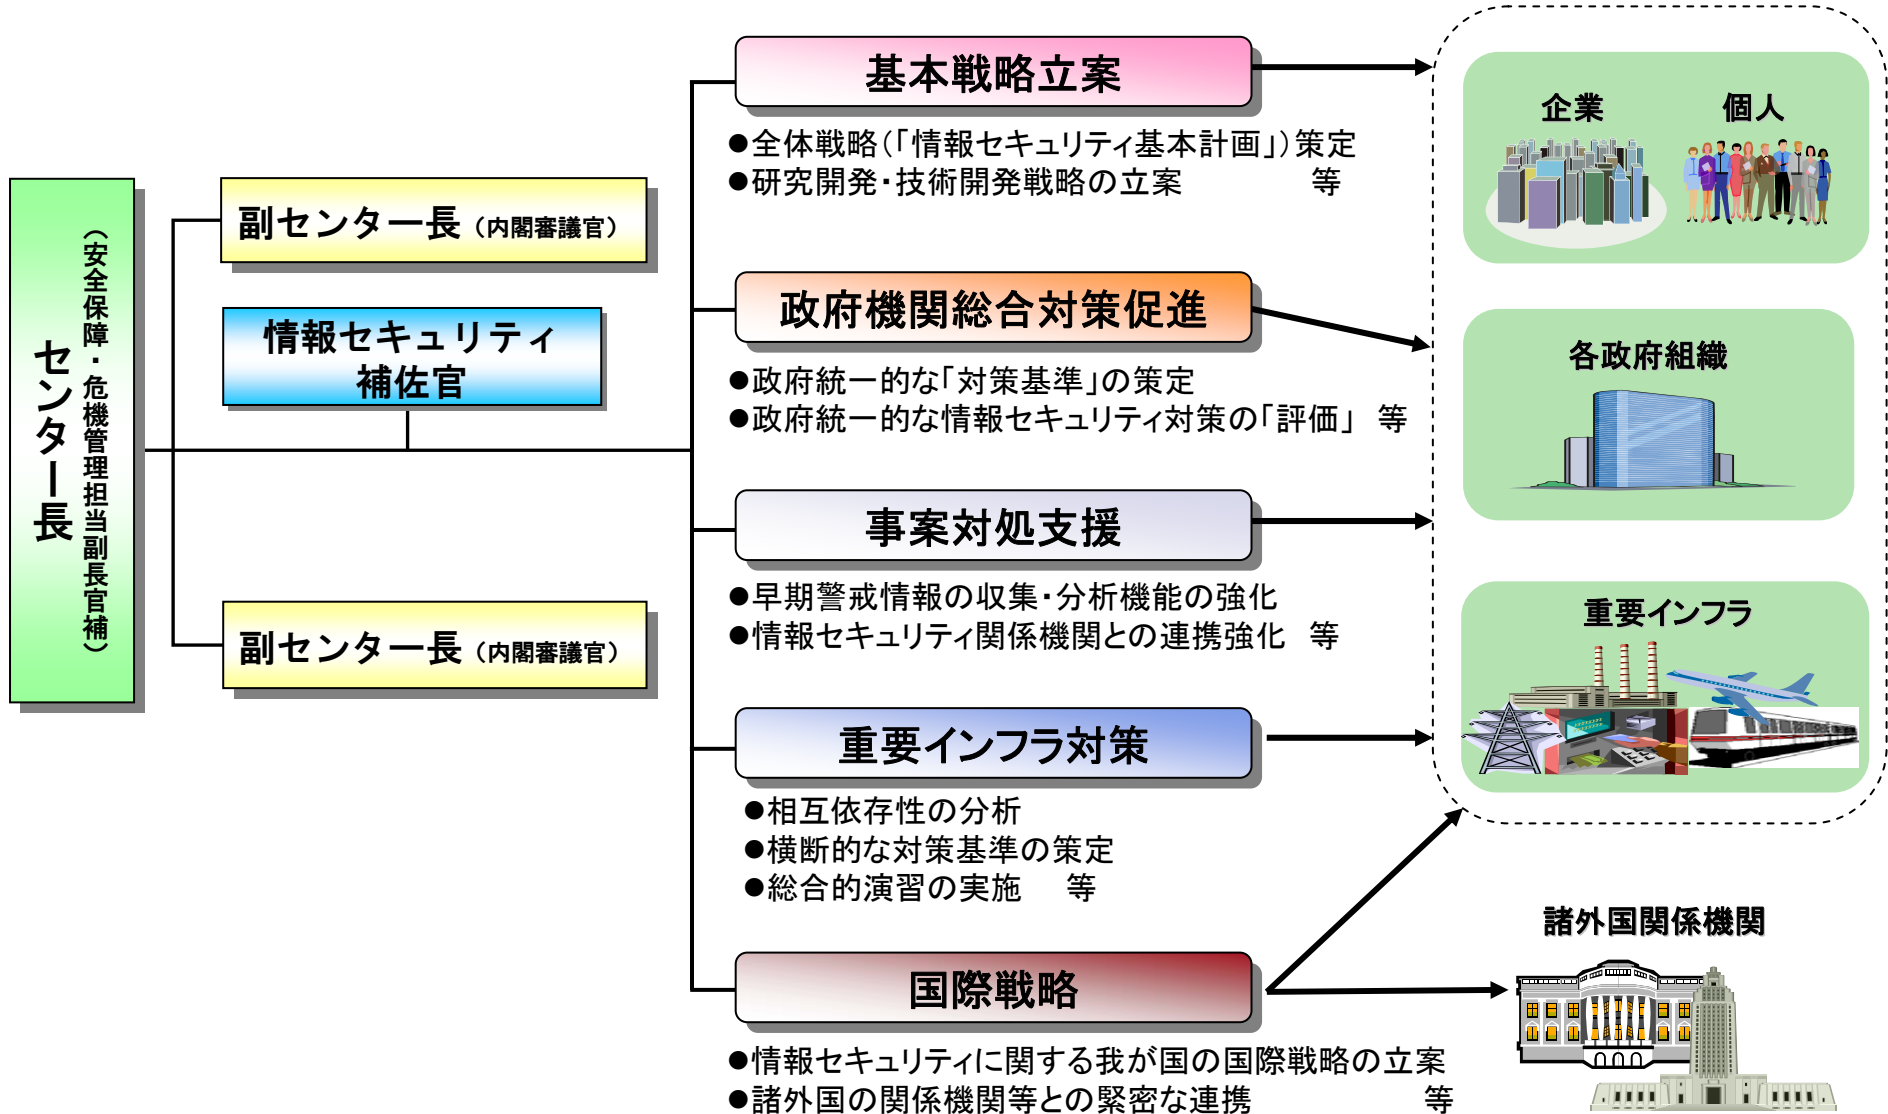 センター長
（安全保障・危機管理担当副長官補）
副センター長（内閣審議官）
情報セキュリティ
補佐官
副センター長（内閣審議官）
基本戦略立案
●全体戦略（「情報セキュリティ基本計画」）策定
●研究開発・技術開発戦略の立案　等
政府機関総合対策促進
●政府統一的な「対策基準」の策定
●政府統一的な情報セキュリティ対策の「評価」　等
事案対処支援
●早期警戒情報の収集・分析機能の強化
●情報セキュリティ関係機関との連携強化　等
重要インフラ対策
●相互依存性の分析
●横断的な対策基準の策定
●総合的演習の実施　等
国際戦略
●情報セキュリティに関する我が国の国際戦略の立案
●諸外国の関係機関等との緊密な連携　等
企業　個人
各政府組織
重要インフラ
諸外国関係機関